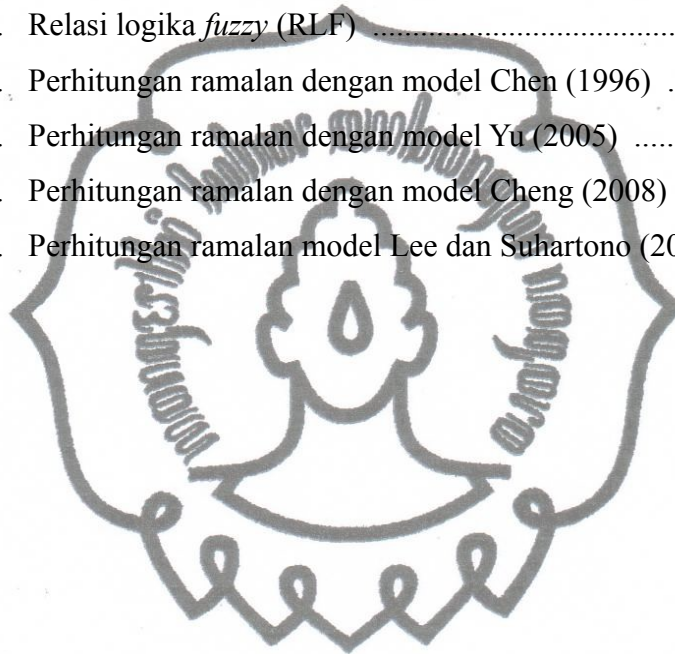 . Relasi logika fuzzy (RLF) .....................................
. Perhitungan ramalan dengan model Chen (1996) .
. Perhitungan ramalan dengan model Yu (2005) .....
. Perhitungan ramalan dengan model Cheng (2008)
. Perhitungan ramalan model Lee dan Suhartono (20